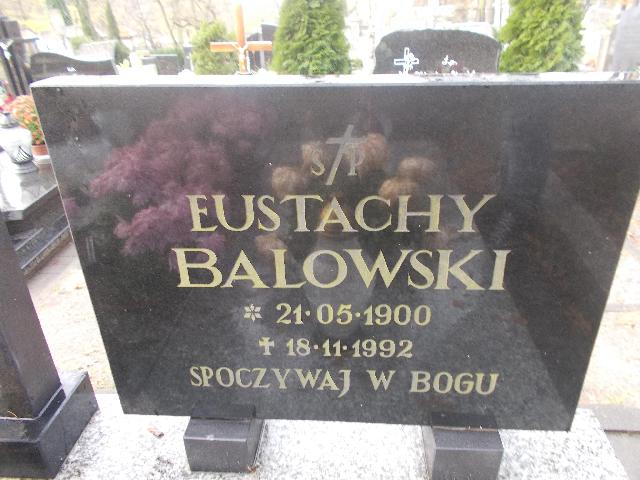 S P
EUSTACHY
BALOWSKI
* 21·05·1900
✝ 18·11·1992
SPOCZYWAJ W BOGU